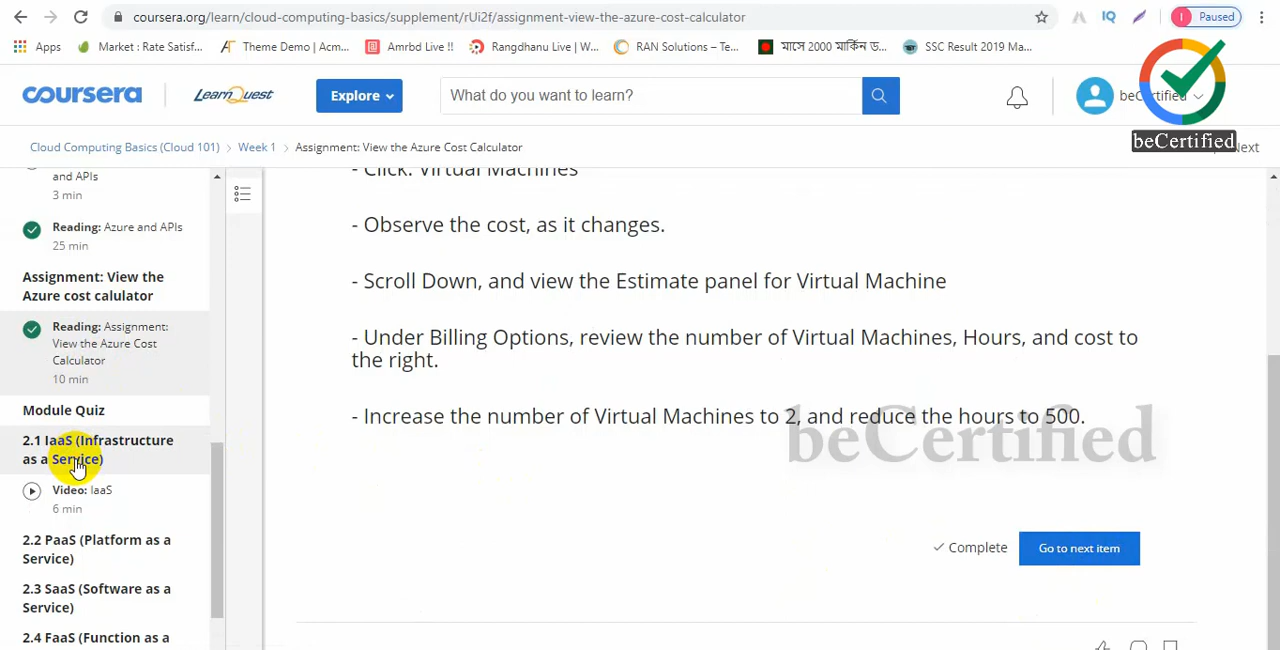 coursera.org/learn/cloud-computing-basics/supplement/rUi2f/assignment-view-the-azure-cost-calculator
IQ
I
Paused
Apps
Market : Rate Satisf...
Theme Demo | Acm...
Amrbd Live !!
Rangdhanu Live | W...
RAN Solutions – Te...
মাসে 2000 মার্কিন ড...
SSC Result 2019 Ma...
coursera
LearnQuest
Explore
What do you want to learn?
beCertified
beCertified
Cloud Computing Basics (Cloud 101) > Week 1 > Assignment: View the Azure Cost Calculator
Next
and APIs
3 min
Reading: Azure and APIs
25 min
Assignment: View the
Azure cost calulator
Reading: Assignment:
View the Azure Cost
Calculator
10 min
Module Quiz
2.1 IaaS (Infrastructure
as a Service)
Video: IaaS
6 min
2.2 PaaS (Platform as a
Service)
2.3 SaaS (Software as a
Service)
2.4 FaaS (Function as a
- Click: Virtual Machines
- Observe the cost, as it changes.
- Scroll Down, and view the Estimate panel for Virtual Machine
- Under Billing Options, review the number of Virtual Machines, Hours, and cost to
the right.
- Increase the number of Virtual Machines to 2, and reduce the hours to 500.
beCertified
Complete
Go to next item